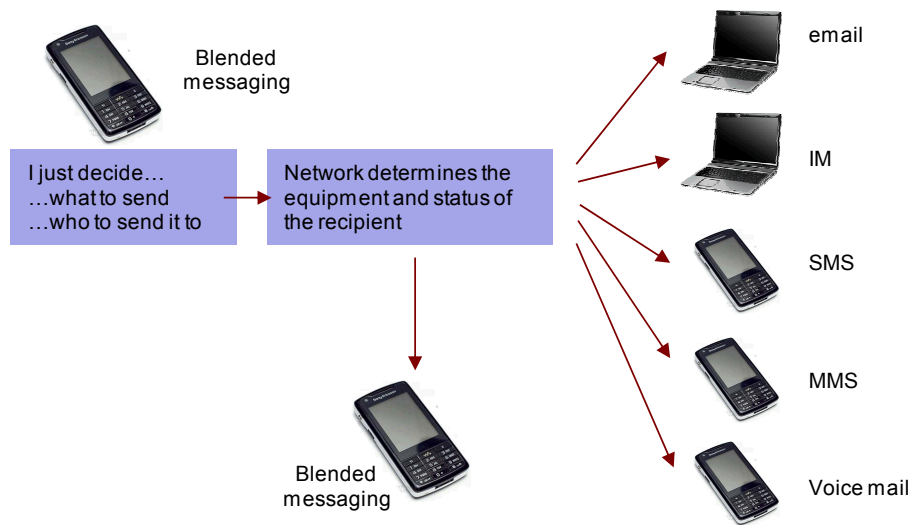 Blended
messaging
I just decide…
…what to send
…who to send it to
Network determines the
equipment and status of
the recipient
email
IM
SMS
MMS
Voice mail
Blended
messaging